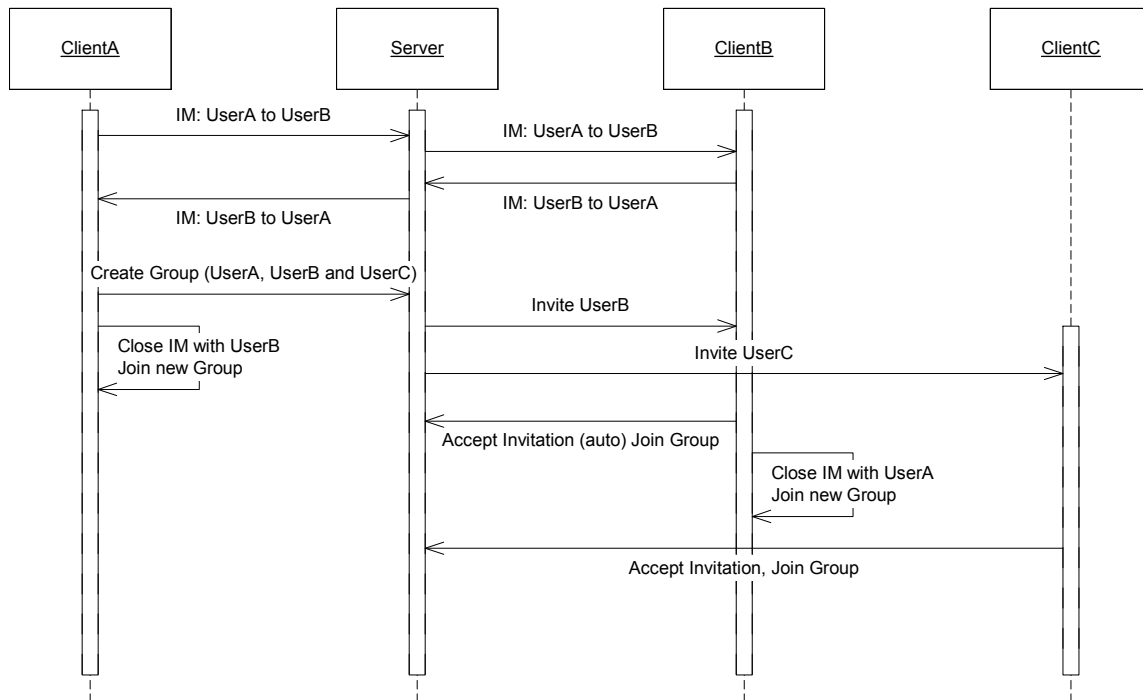 ClientA
Server
ClientB
ClientC
IM: UserA to UserB
IM: UserA to UserB
IM: UserB to UserA
IM: UserB to UserA
Create Group (UserA, UserB and UserC)
Invite UserB
Close IM with UserB
Join new Group
Invite UserC
Accept Invitation (auto) Join Group
Close IM with UserA
Join new Group
Accept Invitation, Join Group